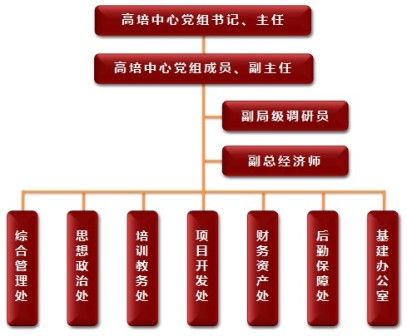 高培中心党组书记、主任
高培中心党组成员、副主任
副局级调研员
副总经济师
综合管理处
思想政治处
培训教务处
项目开发处
财务资产处
后勤保障处
基建办公室